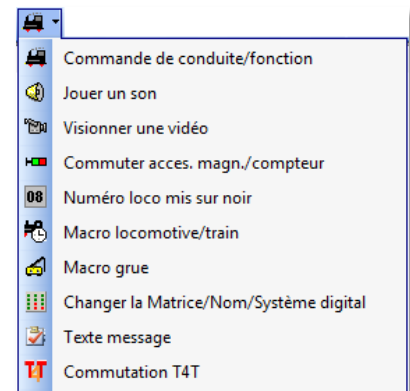 Commande de conduite/fonction
Jouer un son
Visionner une vidéo
Commuter acces. magn./compteur
08 Numéro loco mis sur noir
Macro locomotive/train
Macro grue
Changer la Matrice/Nom/Système digital
Texte message
T4T Commutation T4T